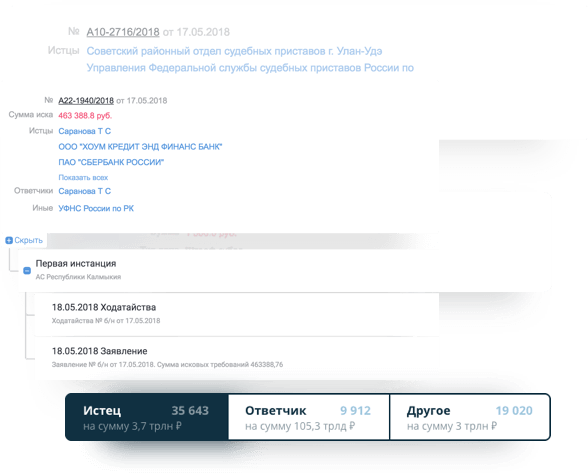 № А10-2716/2018 от 17.05.2018
Истцы Советский районный отдел судебных приставов г. Улан-Удэ
Управления Федеральной службы судебных приставов России по
№ А22-1940/2018 от 17.05.2018
Сумма иска 463 388.8 руб.
Истцы Саранова Т С
ООО "ХОУМ КРЕДИТ ЭНД ФИНАНС БАНК"
ПАО "СБЕРБАНК РОССИИ"
Показать всех
Ответчики Саранова Т С
Иные УФНС России по РК
Скрыть
Первая инстанция
АС Республики Калмыкия
18.05.2018 Ходатайства
Ходатайства № б/н от 17.05.2018
18.05.2018 Заявление
Заявление № б/н от 17.05.2018. Сумма исковых требований 463388,76
Истец 35 643 Ответчик 9 912 Другое 19 020
на сумму 3,7 трлн ₽ на сумму 105,3 трлд ₽ на сумму 3 трлн ₽